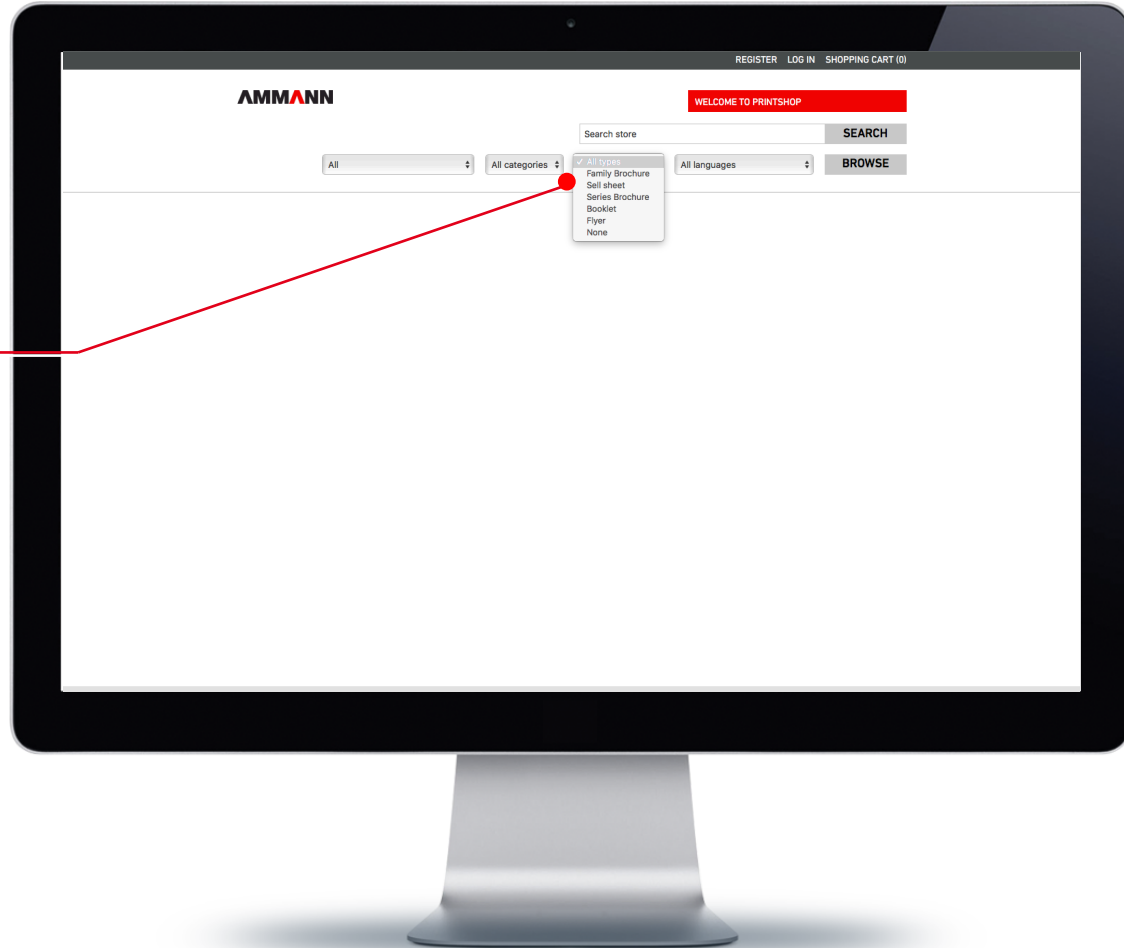 REGISTER LOG IN SHOPPING CART (0)
AMMANN
WELCOME TO PRINTSHOP
Search store SEARCH
All All categories ✓ All types All languages BROWSE
Family Brochure
Sell sheet
Series Brochure
Booklet
Flyer
None